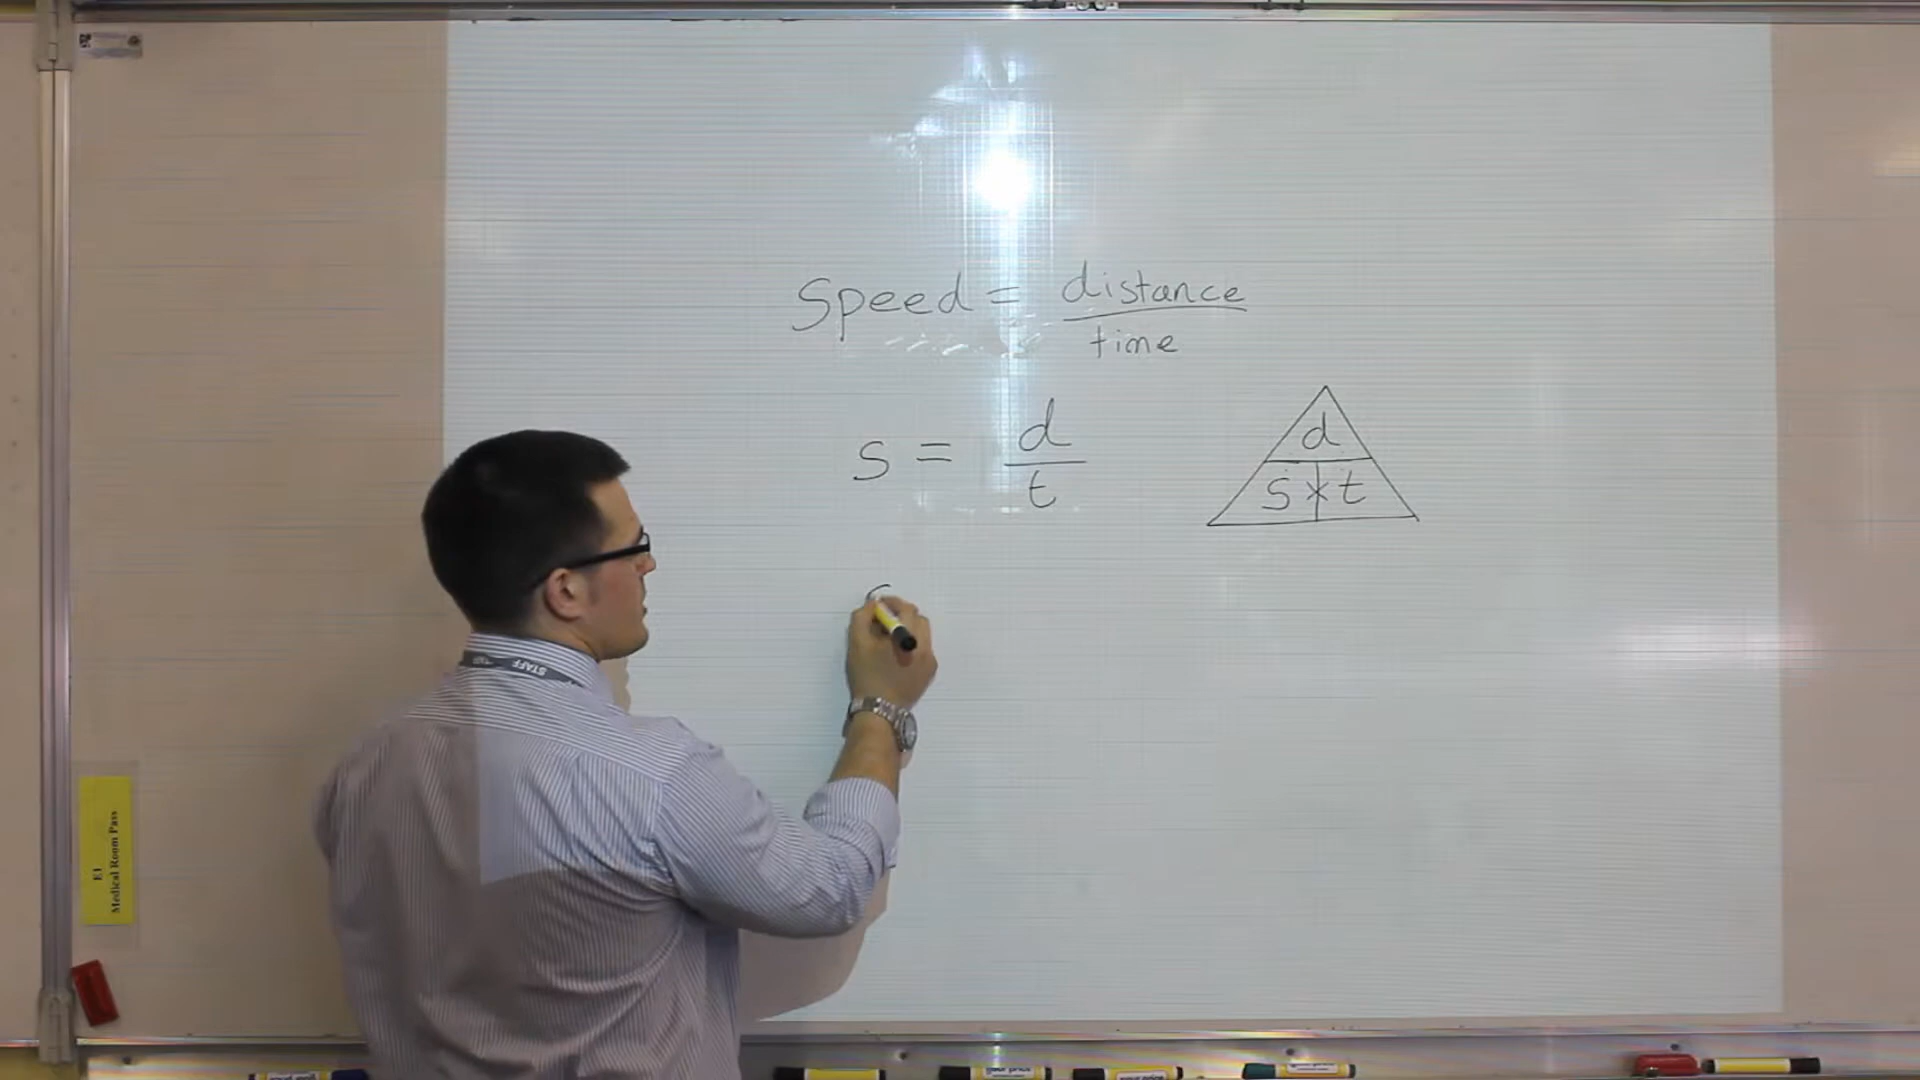 Speed = distance
time
s = d
t
d
s × t
STAFF
E1
Medical Room Pass